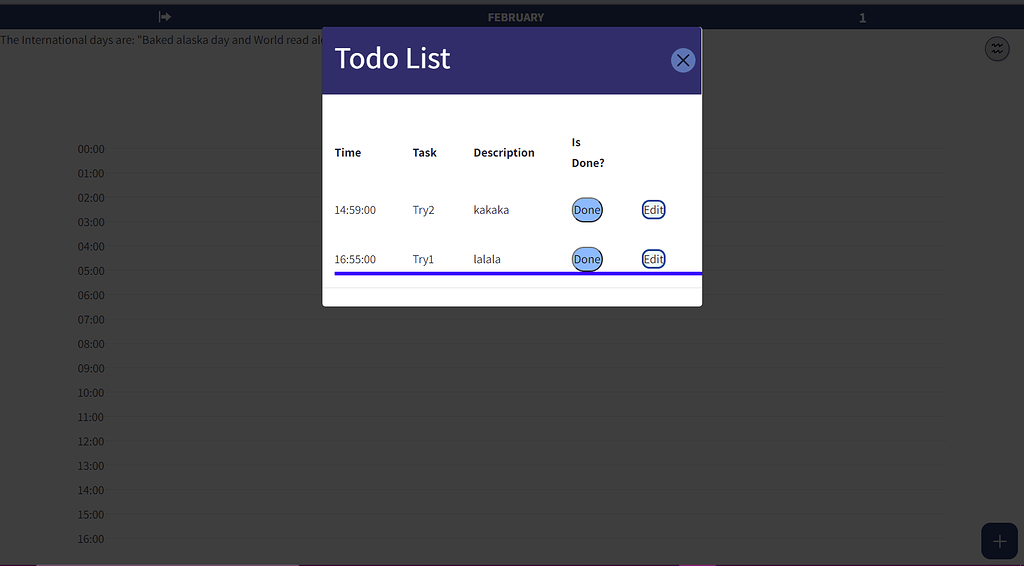 FEBRUARY 1
The International days are: "Baked alaska day and World read al
Todo List
Time Task Description Is Done?
14:59:00 Try2 kakaka Done Edit
16:55:00 Try1 lalala Done Edit
00:00
01:00
02:00
03:00
04:00
05:00
06:00
07:00
08:00
09:00
10:00
11:00
12:00
13:00
14:00
15:00
16:00